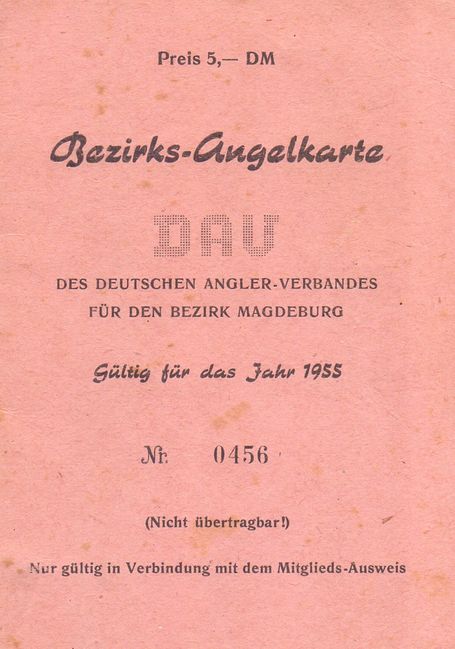 Preis 5,— DM
Bezirks-Angelkarte
DAV
DES DEUTSCHEN ANGLER-VERBANDES
FÜR DEN BEZIRK MAGDEBURG
Gültig für das Jahr 1955
Nr. 0456
(Nicht übertragbar!)
Nur gültig in Verbindung mit dem Mitglieds-Ausweis